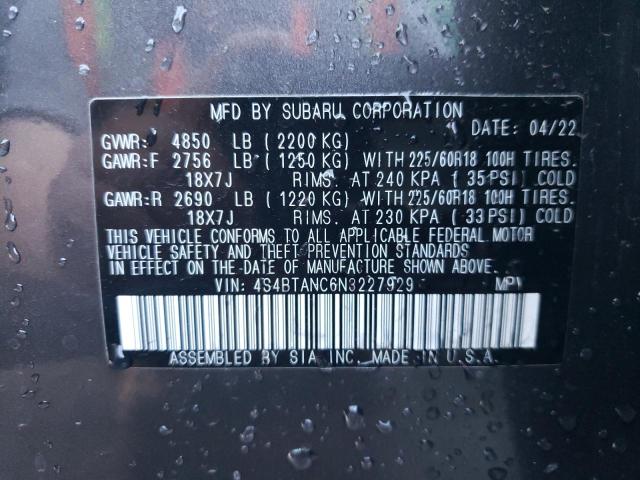 MFD BY SUBARU CORPORATION
DATE: 04/22
GVWR: 4850 LB ( 2200 KG)
GAWR:F 2756 LB ( 1250 KG) WITH 225/60R18 100H TIRES.
18X7J RIMS. AT 240 KPA ( 35 PSI) COLD
GAWR:R 2690 LB ( 1220 KG) WITH 225/60R18 100H TIRES.
18X7J RIMS. AT 230 KPA ( 33 PSI) COLD
THIS VEHICLE CONFORMS TO ALL APPLICABLE FEDERAL MOTOR
VEHICLE SAFETY AND THEFT PREVENTION STANDARDS
IN EFFECT ON THE DATE OF MANUFACTURE SHOWN ABOVE.
VIN: 4S4BTANC6N3227929 MPV
ASSEMBLED BY SIA INC. MADE IN U.S.A.